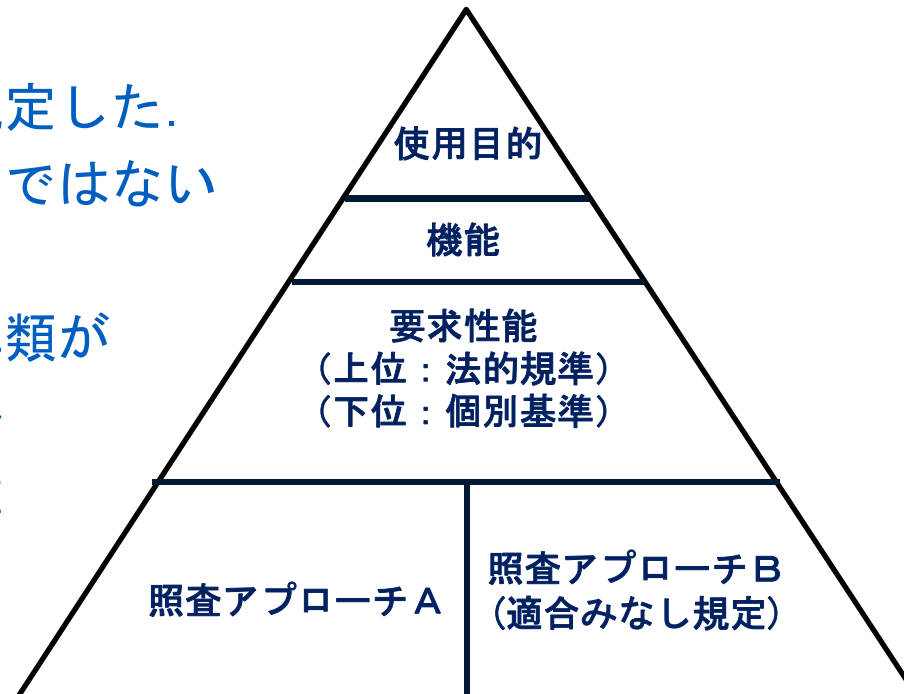 定した.
ではない
類が
使用目的
機能
要求性能
（上位：法的規準）
（下位：個別基準）
照査アプローチA
照査アプローチB
（適合みなし規定）